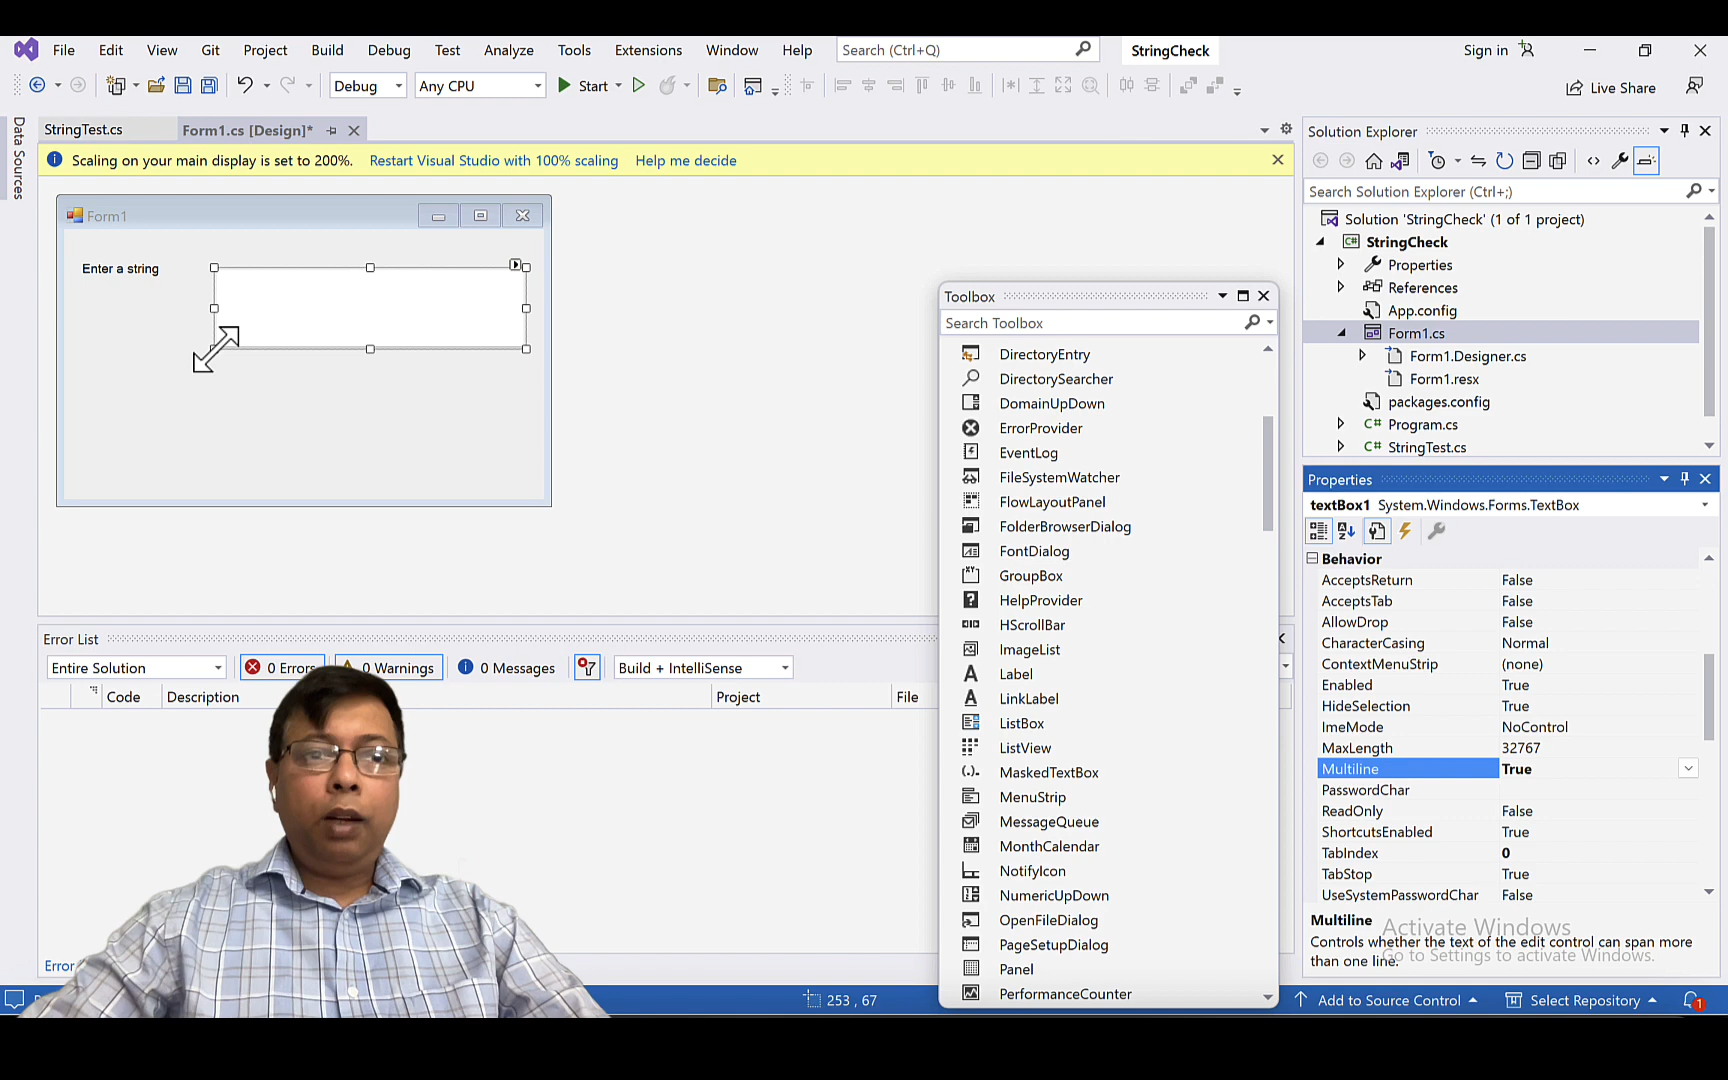 File Edit View Git Project Build Debug Test Analyze Tools Extensions Window Help Search (Ctrl+Q) StringCheck Sign in
Debug Any CPU Start Live Share
Data Sources
StringTest.cs Form1.cs [Design]*
Scaling on your main display is set to 200%. Restart Visual Studio with 100% scaling Help me decide
Form1
Enter a string
Toolbox
Search Toolbox
DirectoryEntry
DirectorySearcher
DomainUpDown
ErrorProvider
EventLog
FileSystemWatcher
FlowLayoutPanel
FolderBrowserDialog
FontDialog
GroupBox
HelpProvider
HScrollBar
ImageList
Label
LinkLabel
ListBox
ListView
MaskedTextBox
MenuStrip
MessageQueue
MonthCalendar
NotifyIcon
NumericUpDown
OpenFileDialog
PageSetupDialog
Panel
PerformanceCounter
Error List
Entire Solution 0 Errors 0 Warnings 0 Messages Build + IntelliSense
Code Description Project File
Error
Solution Explorer
Search Solution Explorer (Ctrl+;)
Solution 'StringCheck' (1 of 1 project)
StringCheck
Properties
References
App.config
Form1.cs
Form1.Designer.cs
Form1.resx
packages.config
Program.cs
StringTest.cs
Properties
textBox1 System.Windows.Forms.TextBox
Behavior
AcceptsReturn False
AcceptsTab False
AllowDrop False
CharacterCasing Normal
ContextMenuStrip (none)
Enabled True
HideSelection True
ImeMode NoControl
MaxLength 32767
Multiline True
PasswordChar
ReadOnly False
ShortcutsEnabled True
TabIndex 0
TabStop True
UseSystemPasswordChar False
Multiline
Controls whether the text of the edit control can span more
than one line.
Activate Windows
Go to Settings to activate Windows.
253 , 67 Add to Source Control Select Repository 1